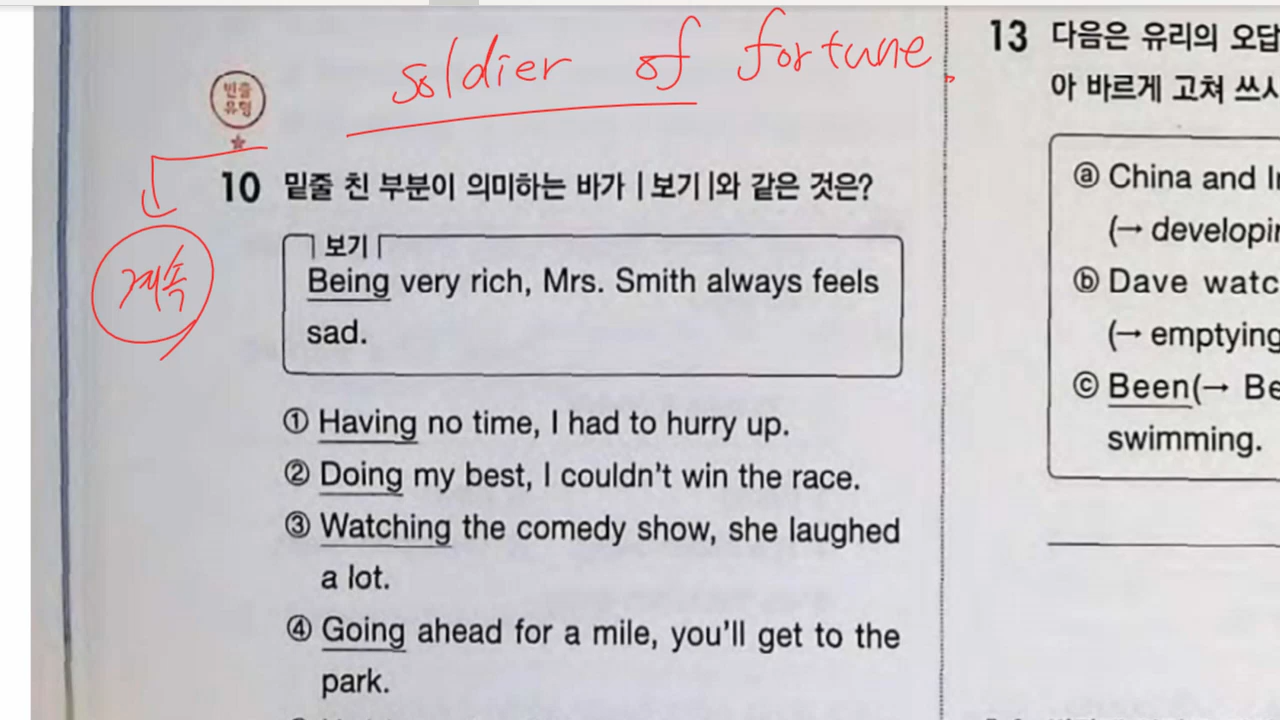 soldier of fortune.
빈출
유형
10 밑줄 친 부분이 의미하는 바가 | 보기 |와 같은 것은?
계속
| 보기 |
Being very rich, Mrs. Smith always feels
sad.
① Having no time, I had to hurry up.
② Doing my best, I couldn't win the race.
③ Watching the comedy show, she laughed
a lot.
④ Going ahead for a mile, you'll get to the
park.
13 다음은 유리의 오답
아 바르게 고쳐 쓰시
ⓐ China and I
(→ developin
ⓑ Dave watc
(→ emptying
ⓒ Been(→ Be
swimming.